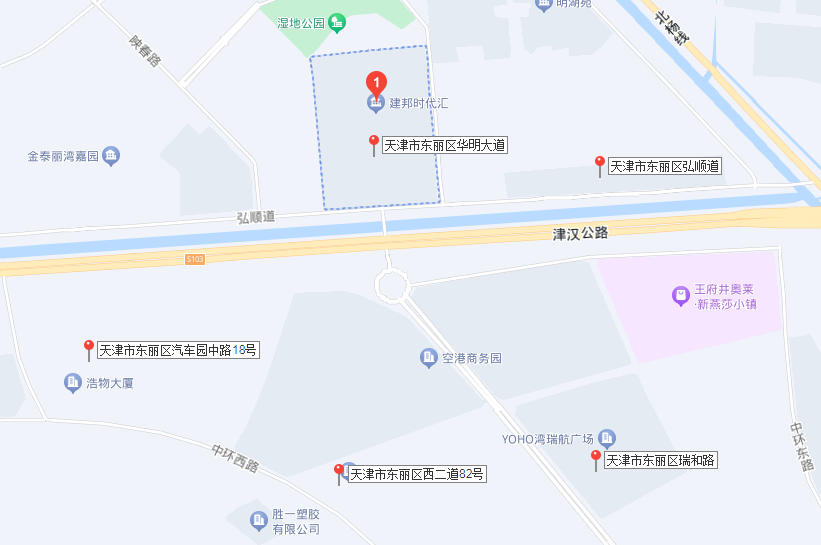 明湖苑
湿地公园
北杨线
映春路
1
建邦时代汇
天津市东丽区华明大道
金泰丽湾嘉园
天津市东丽区弘顺道
弘顺道
津汉公路
S103
王府井奥莱
·新燕莎小镇
天津市东丽区汽车园中路18号
空港商务园
浩物大厦
YOHO湾瑞航广场
中环东路
中环西路
天津市东丽区瑞和路
天津市东丽区西二道82号
胜一塑胶
有限公司